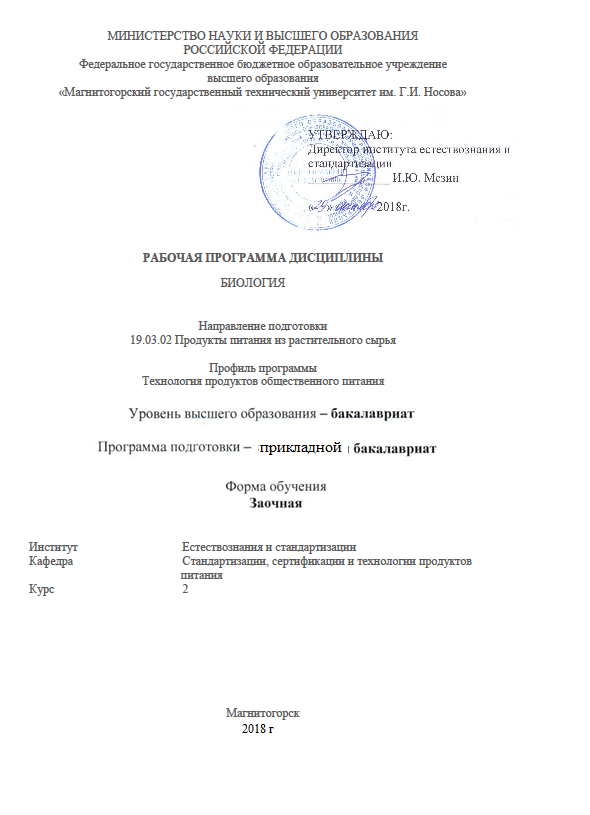 МИНИСТЕРСТВО НАУКИ И ВЫСШЕГО ОБРАЗОВАНИЯ
РОССИЙСКОЙ ФЕДЕРАЦИИ
Федеральное государственное бюджетное образовательное учреждение
высшего образования
«Магнитогорский государственный технический университет им. Г.И. Носова»
УТВЕРЖДАЮ:
Директор института естествознания и
стандартизации
И.Ю. Мезин
«24» 2018г.
РАБОЧАЯ ПРОГРАММА ДИСЦИПЛИНЫ
БИОЛОГИЯ
Направление подготовки
19.03.02 Продукты питания из растительного сырья
Профиль программы
Технология продуктов общественного питания
Уровень высшего образования – бакалавриат
Программа подготовки – прикладной бакалавриат
Форма обучения
Заочная
Институт Естествознания и стандартизации
Кафедра Стандартизации, сертификации и технологии продуктов
питания
Курс 2
Магнитогорск
2018 г